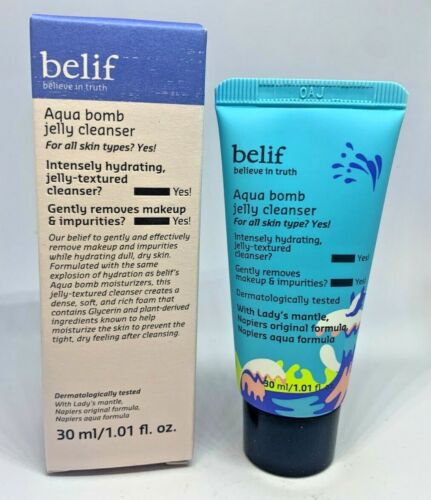 belif
believe in truth
Aqua bomb
jelly cleanser
For all skin types? Yes!
Intensely hydrating,
jelly-textured
cleanser? Yes!
Gently removes makeup
& impurities? Yes!
Our belief to gently and effectively
remove makeup and impurities
while hydrating dull, dry skin.
Formulated with the same
explosion of hydration as belif's
Aqua bomb moisturizers, this
jelly-textured cleanser creates a
dense, soft, and rich foam that
contains Glycerin and plant-derived
ingredients known to help
moisturize the skin to prevent the
tight, dry feeling after cleansing.
Dermatologically tested
With Lady's mantle,
Napiers original formula,
Napiers aqua formula
30 ml/1.01 fl. oz.
OAJ
belif
believe in truth
Aqua bomb
jelly cleanser
For all skin type? Yes!
Intensely hydrating,
jelly-textured
cleanser? Yes!
Gently removes
makeup & impurities? Yes!
Dermatologically tested
With Lady's mantle,
Napiers original formula,
Napiers aqua formula
30 ml/1.01 fl. oz.